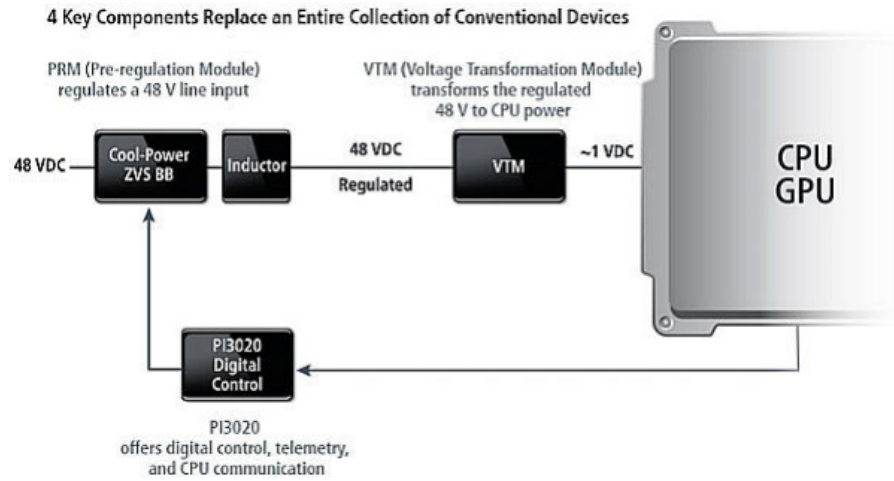 4 Key Components Replace an Entire Collection of Conventional Devices
PRM (Pre-regulation Module)
regulates a 48 V line input
VTM (Voltage Transformation Module)
transforms the regulated
48 V to CPU power
48 VDC
Cool-Power
ZVS BB
Inductor
48 VDC
Regulated
VTM
~1 VDC
CPU
GPU
PI3020
Digital
Control
PI3020
offers digital control, telemetry,
and CPU communication